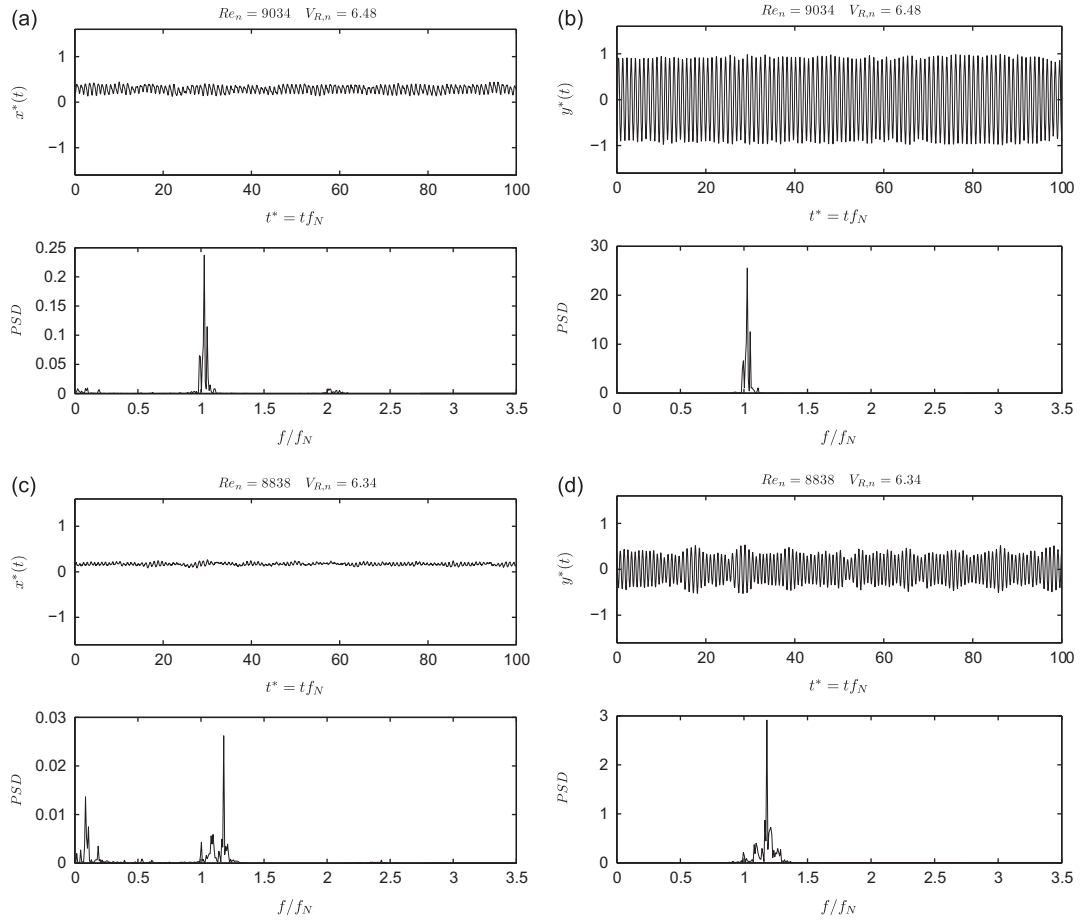 (a)
Re_n = 9034 V_{R,n} = 6.48
x*(t)
1
0
−1
0 20 40 60 80 100
t* = tf_N
PSD
0.25
0.20
0.15
0.10
0.05
0
0 0.5 1 1.5 2 2.5 3 3.5
f/f_N
(b)
Re_n = 9034 V_{R,n} = 6.48
y*(t)
1
0
−1
0 20 40 60 80 100
t* = tf_N
PSD
30
20
10
0
0 0.5 1 1.5 2 2.5 3 3.5
f/f_N
(c)
Re_n = 8838 V_{R,n} = 6.34
x*(t)
1
0
−1
0 20 40 60 80 100
t* = tf_N
PSD
0.03
0.02
0.01
0
0 0.5 1 1.5 2 2.5 3 3.5
f/f_N
(d)
Re_n = 8838 V_{R,n} = 6.34
y*(t)
1
0
−1
0 20 40 60 80 100
t* = tf_N
PSD
3
2
1
0
0 0.5 1 1.5 2 2.5 3 3.5
f/f_N